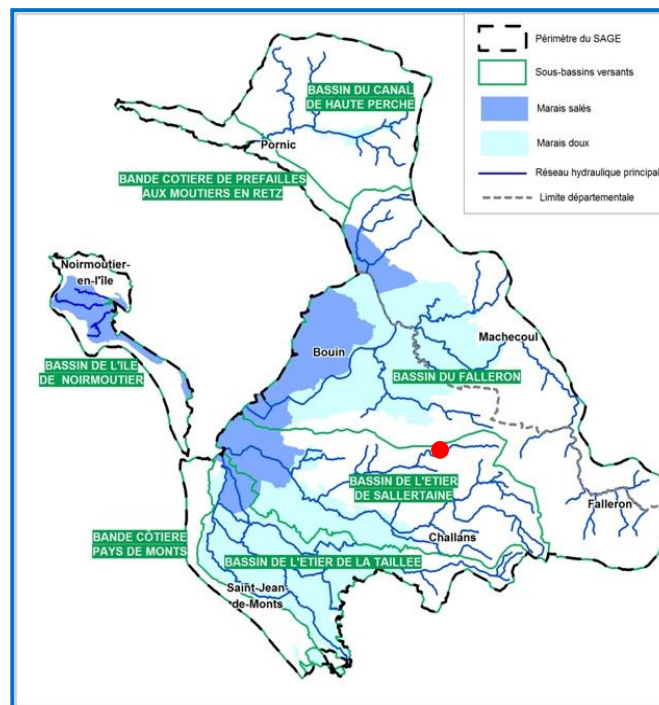 Périmètre du SAGE
Sous-bassins versants
Marais salés
Marais doux
Réseau hydraulique principal
Limite départementale
BASSIN DU CANAL
DE HAUTE PERCHE
Pornic
BANDE COTIERE DE PREFAILLES
AUX MOUTIERS EN RETZ
Noirmoutier-
en-l'île
BASSIN DE L'ILE
DE NOIRMOUTIER
Bouin
Machecoul
BASSIN DU FALLERON
BASSIN DE L'ETIER
DE SALLERTAINE
Falleron
Challans
BANDE CÔTIERE
PAYS DE MONTS
BASSIN DE L'ETIER DE LA TAILLEE
Saint-Jean-
de-Monts